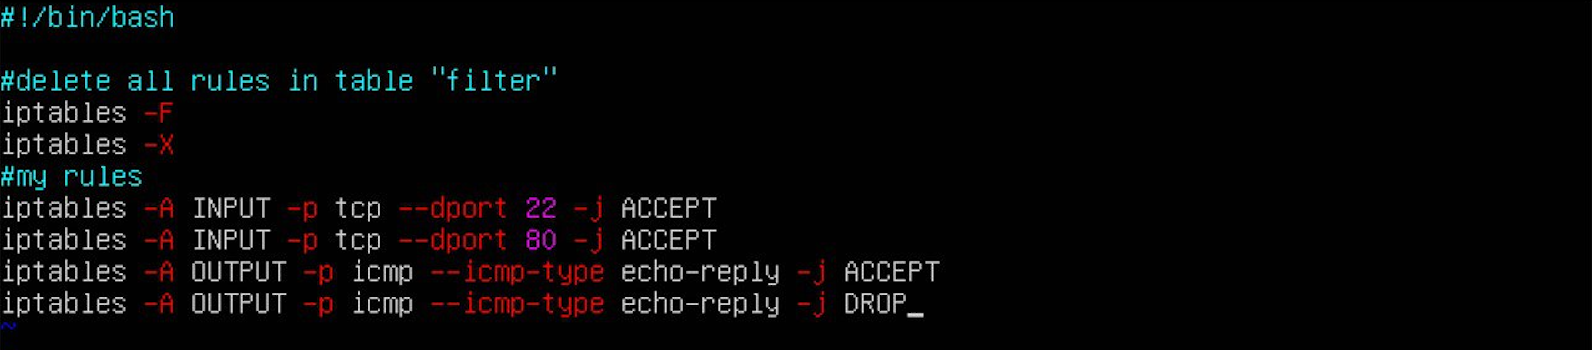 #!/bin/bash
#delete all rules in table "filter"
iptables -F
iptables -X
#my rules
iptables -A INPUT -p tcp --dport 22 -j ACCEPT
iptables -A INPUT -p tcp --dport 80 -j ACCEPT
iptables -A OUTPUT -p icmp --icmp-type echo-reply -j ACCEPT
iptables -A OUTPUT -p icmp --icmp-type echo-reply -j DROP_
~